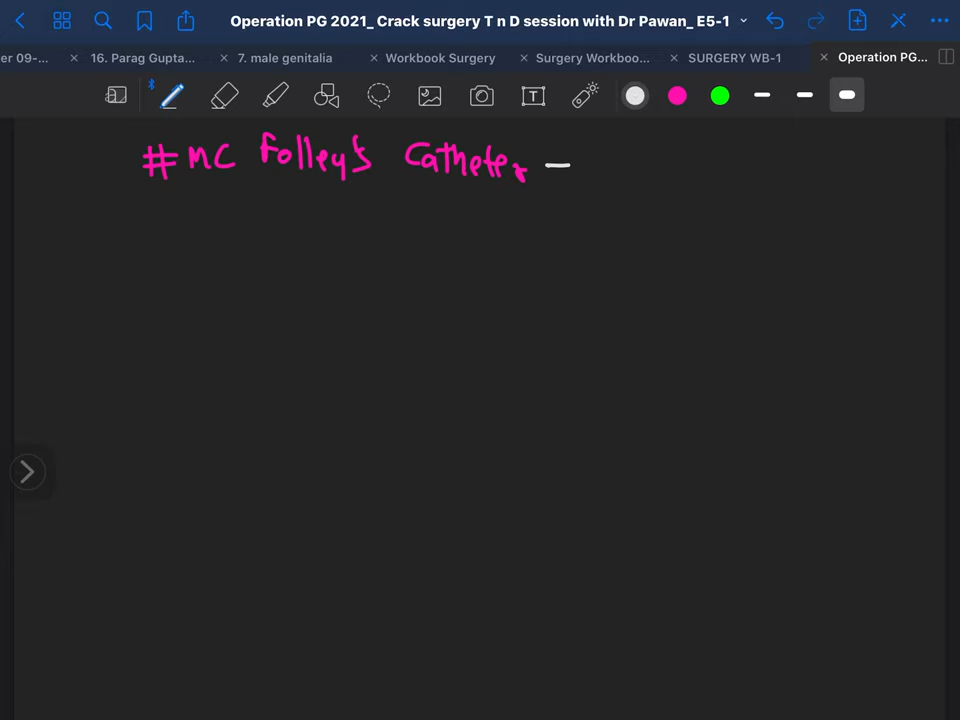 Operation PG 2021_ Crack surgery T n D session with Dr Pawan_ E5-1
er 09-... 16. Parag Gupta... 7. male genitalia Workbook Surgery Surgery Workboo... SURGERY WB-1 Operation PG...
T
#MC Folley's Catheter –